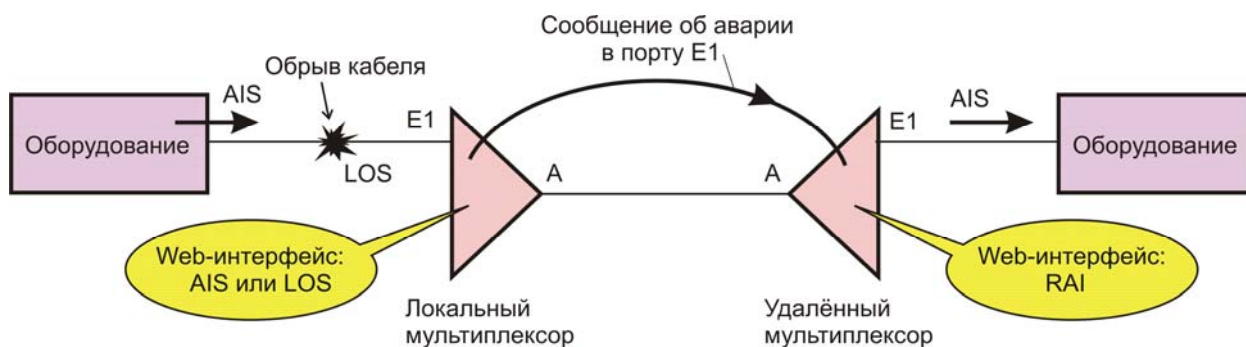 Сообщение об аварии
в порту E1
Обрыв кабеля
AIS
Оборудование
LOS
E1
A
A
E1
AIS
Оборудование
Web-интерфейс:
AIS или LOS
Локальный
мультиплексор
Удалённый
мультиплексор
Web-интерфейс:
RAI